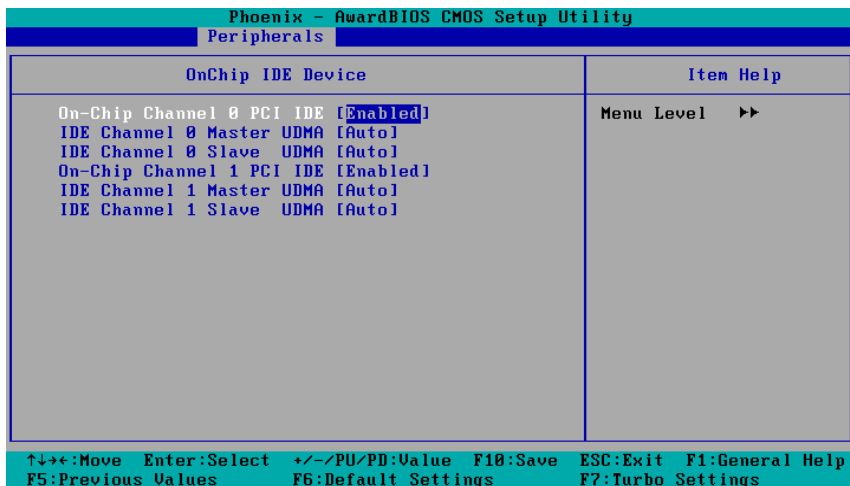 Phoenix - AwardBIOS CMOS Setup Utility
Peripherals
OnChip IDE Device
Item Help
On-Chip Channel 0 PCI IDE [Enabled]
Menu Level ▸▸
IDE Channel 0 Master UDMA [Auto]
IDE Channel 0 Slave UDMA [Auto]
On-Chip Channel 1 PCI IDE [Enabled]
IDE Channel 1 Master UDMA [Auto]
IDE Channel 1 Slave UDMA [Auto]
↑↓→←:Move Enter:Select +/-/PU/PD:Value F10:Save ESC:Exit F1:General Help
F5:Previous Values F6:Default Settings F7:Turbo Settings